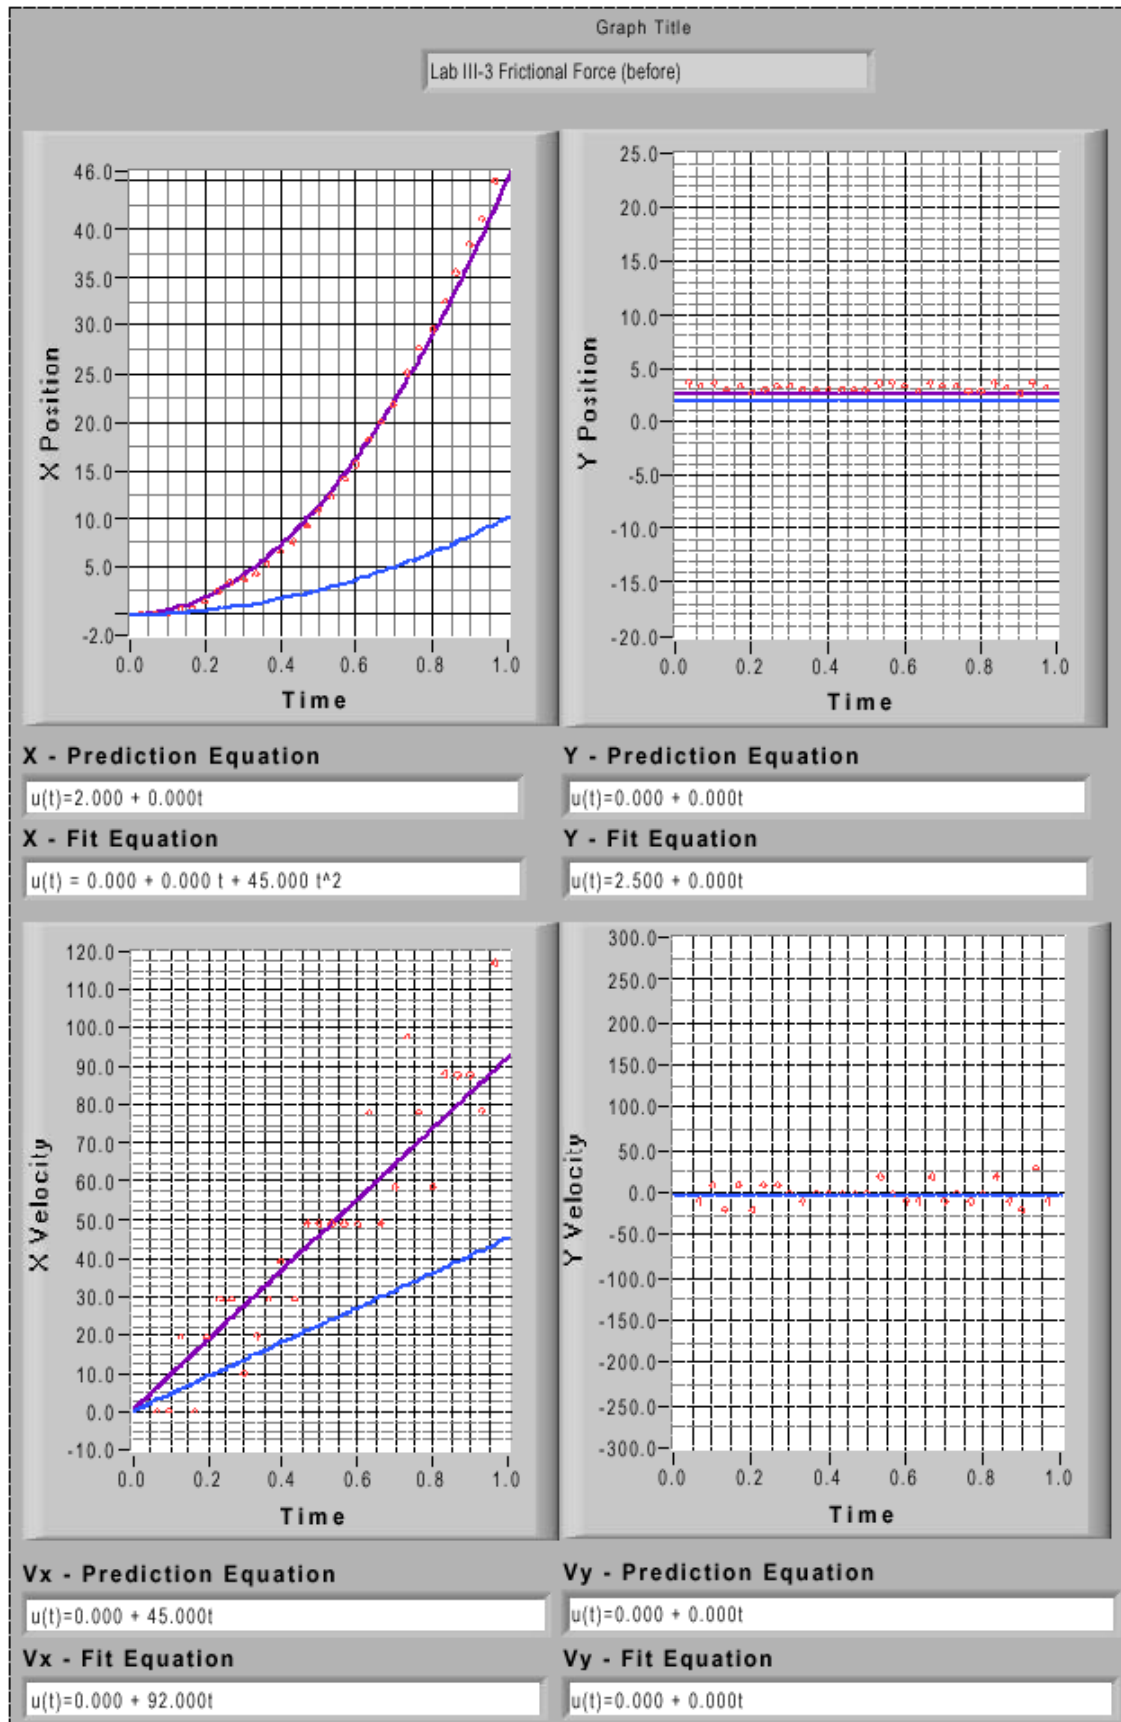 Graph Title
Lab III-3 Frictional Force (before)
46.0
40.0
35.0
30.0
25.0
20.0
15.0
10.0
5.0
-2.0
X Position
0.0 0.2 0.4 0.6 0.8 1.0
Time
25.0
20.0
15.0
10.0
5.0
0.0
-5.0
-10.0
-15.0
-20.0
Y Position
0.0 0.2 0.4 0.6 0.8 1.0
Time
X - Prediction Equation
u(t)=2.000 + 0.000t
X - Fit Equation
u(t) = 0.000 + 0.000 t + 45.000 t^2
Y - Prediction Equation
u(t)=0.000 + 0.000t
Y - Fit Equation
u(t)=2.500 + 0.000t
120.0
110.0
100.0
90.0
80.0
70.0
60.0
50.0
40.0
30.0
20.0
10.0
0.0
-10.0
X Velocity
0.0 0.2 0.4 0.6 0.8 1.0
Time
300.0
250.0
200.0
150.0
100.0
50.0
0.0
-50.0
-100.0
-150.0
-200.0
-250.0
-300.0
Y Velocity
0.0 0.2 0.4 0.6 0.8 1.0
Time
Vx - Prediction Equation
u(t)=0.000 + 45.000t
Vx - Fit Equation
u(t)=0.000 + 92.000t
Vy - Prediction Equation
u(t)=0.000 + 0.000t
Vy - Fit Equation
u(t)=0.000 + 0.000t